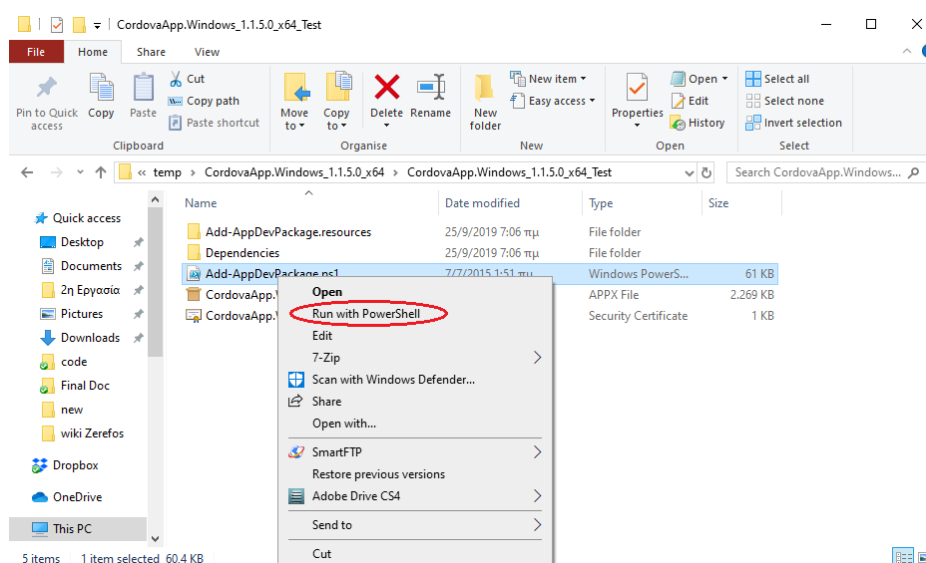 CordovaApp.Windows_1.1.5.0_x64_Test
File Home Share View
Pin to Quick access
Copy
Paste
Cut
Copy path
Paste shortcut
Move to
Copy to
Delete
Rename
New folder
New item
Easy access
Properties
Open
Edit
History
Select all
Select none
Invert selection
Clipboard Organise New Open Select
« temp › CordovaApp.Windows_1.1.5.0_x64 › CordovaApp.Windows_1.1.5.0_x64_Test
Search CordovaApp.Windows...
Name Date modified Type Size
Quick access
Desktop
Documents
2η Εργασία
Pictures
Downloads
code
Final Doc
new
wiki Zerefos
Dropbox
OneDrive
This PC
Add-AppDevPackage.resources 25/9/2019 7:06 πμ File folder
Dependencies 25/9/2019 7:06 πμ File folder
Add-AppDevPackage.ps1 7/7/2015 1:51 πμ Windows PowerS... 61 KB
CordovaApp. APPX File 2.269 KB
CordovaApp. Security Certificate 1 KB
Open
Run with PowerShell
Edit
7-Zip
Scan with Windows Defender...
Share
Open with...
SmartFTP
Restore previous versions
Adobe Drive CS4
Send to
Cut
5 items 1 item selected 60.4 KB